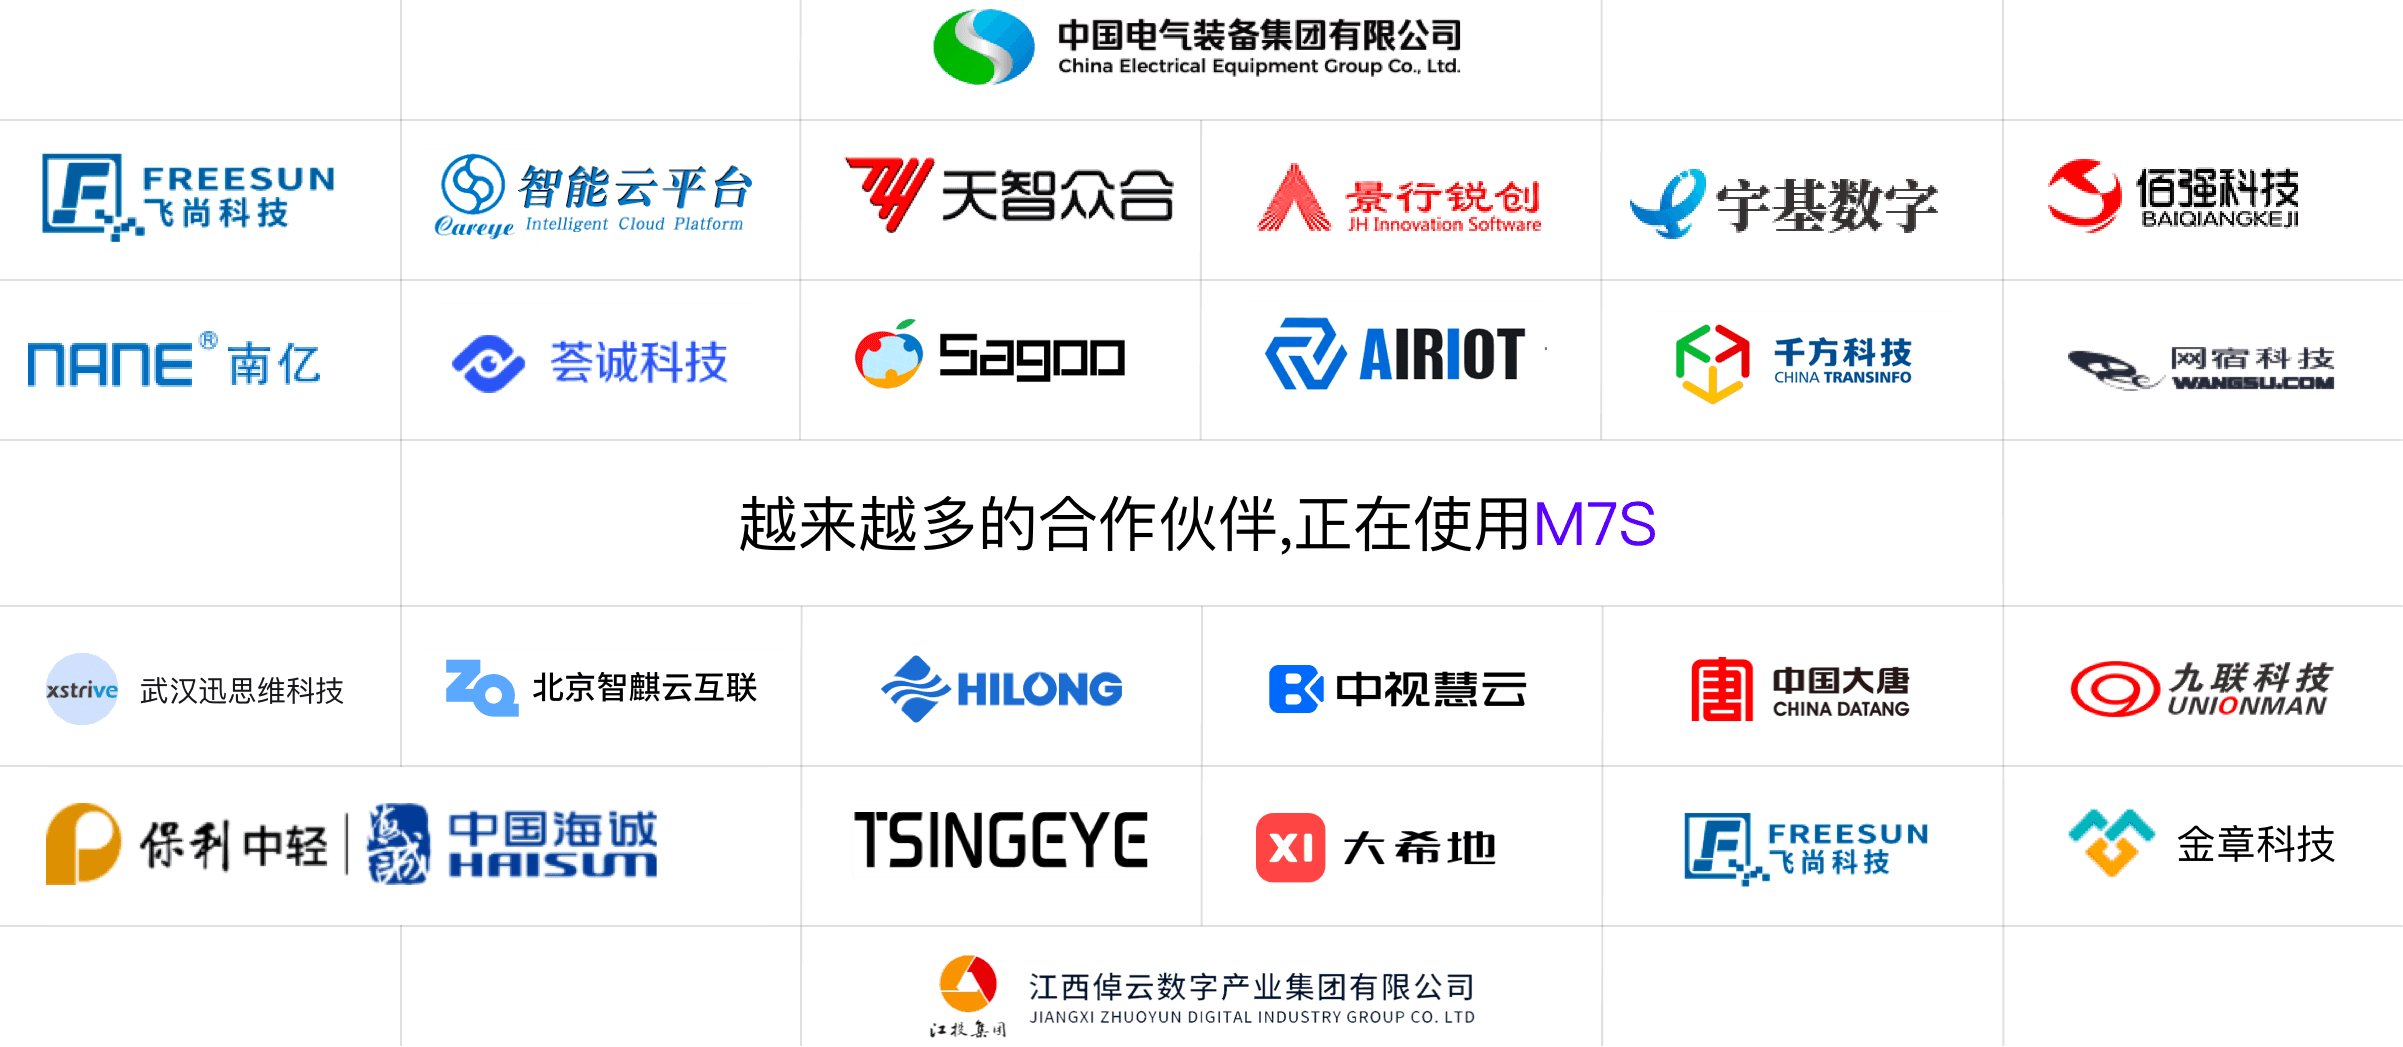 中国电气装备集团有限公司
China Electrical Equipment Group Co., Ltd.
FREESUN
飞尚科技
智能云平台
Careye Intelligent Cloud Platform
天智众合
景行锐创
JH Innovation Software
宇基数字
佰强科技
BAIQIANGKEJI
NANE® 南亿
荟诚科技
Sagoo
AIRIOT
千方科技
CHINA TRANSINFO
网宿科技
WANGSU.COM
越来越多的合作伙伴,正在使用M7S
xstrive 武汉迅思维科技
ZQ 北京智麒云互联
HILONG
中视慧云
唐
中国大唐
CHINA DATANG
九联科技
UNIONMAN
保利中轻
海诚
中国海诚
HAISUM
TSINGEYE
XI 大希地
FREESUN
飞尚科技
金章科技
江投集团
江西倬云数字产业集团有限公司
JIANGXI ZHUOYUN DIGITAL INDUSTRY GROUP CO. LTD